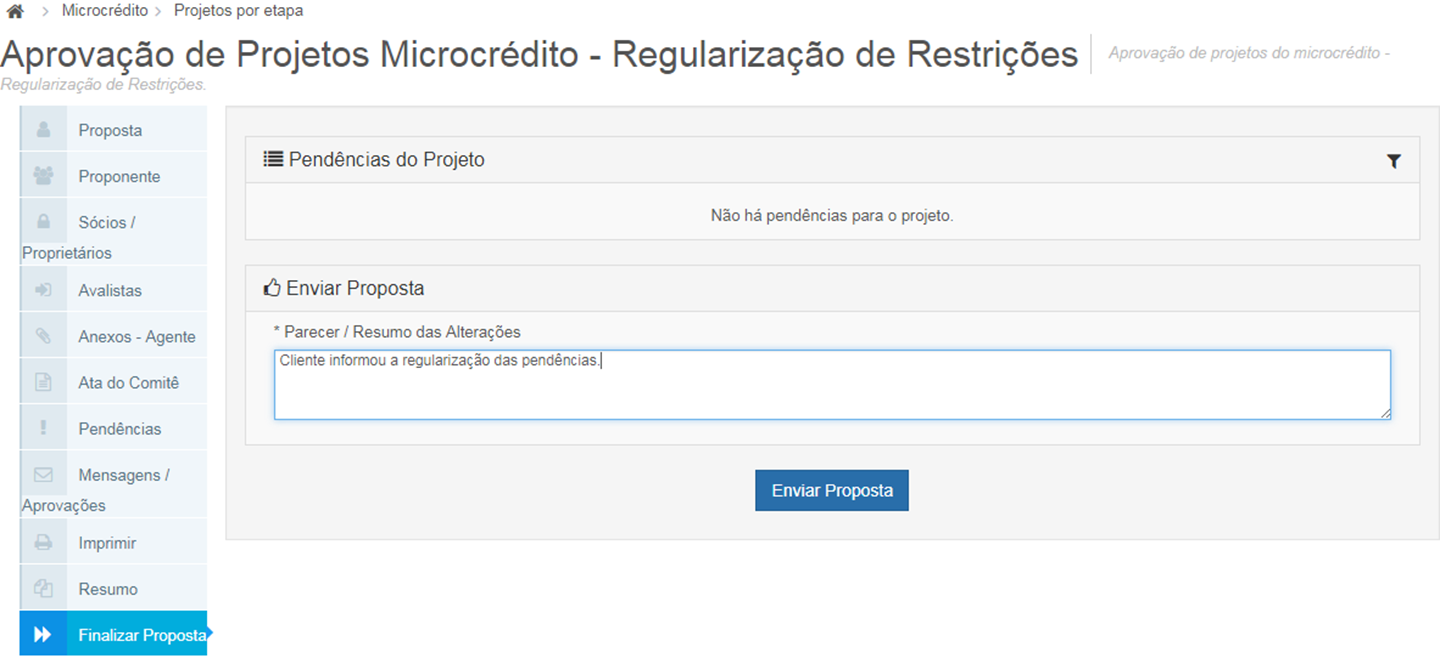 Microcrédito
Projetos por etapa
Aprovação de Projetos Microcrédito - Regularização de Restrições
Aprovação de projetos do microcrédito -
Regularização de Restrições.
Proposta
Proponente
Sócios /
Proprietários
Avalistas
Anexos - Agente
Ata do Comitê
Pendências
Mensagens /
Aprovações
Imprimir
Resumo
Finalizar Proposta
Pendências do Projeto
Não há pendências para o projeto.
Enviar Proposta
* Parecer / Resumo das Alterações
Cliente informou a regularização das pendências.
Enviar Proposta